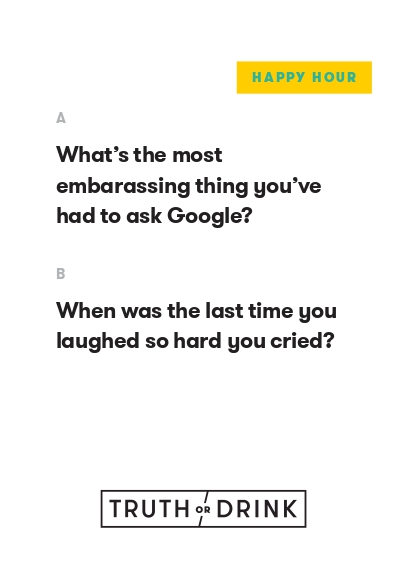 HAPPY HOUR
A
What’s the most
embarassing thing you’ve
had to ask Google?
B
When was the last time you
laughed so hard you cried?
TRUTH OR DRINK